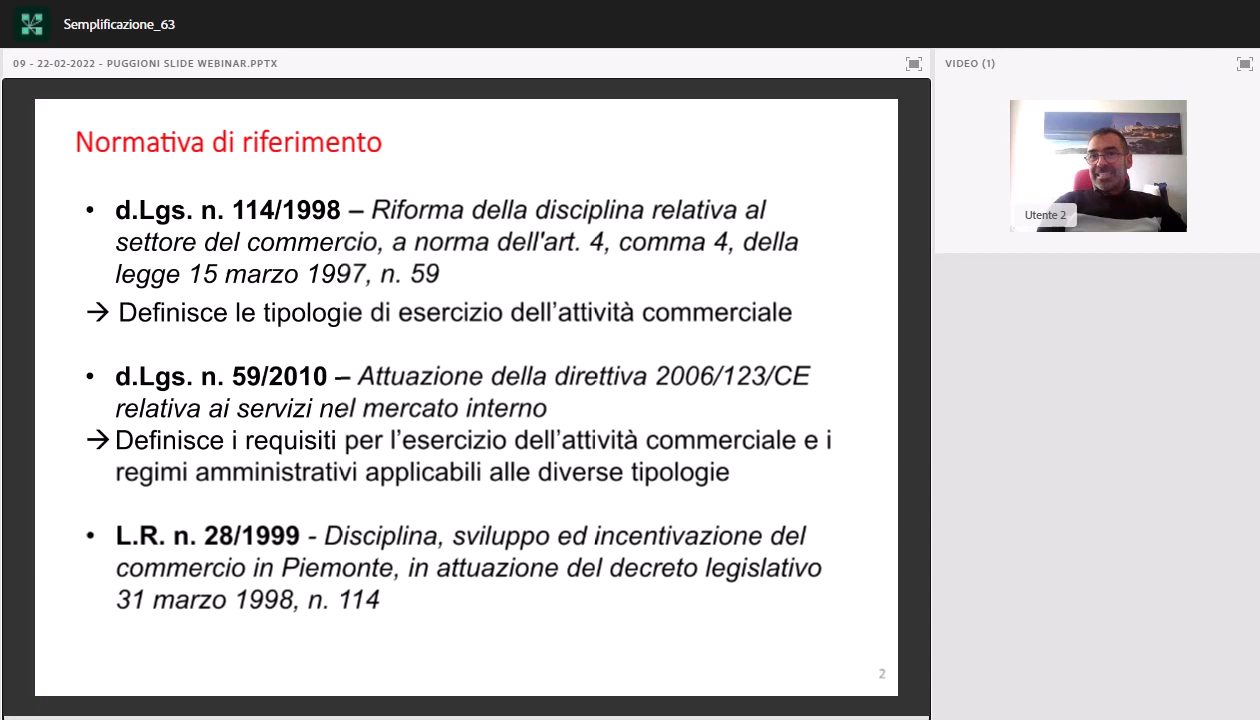 Semplificazione_63
09 - 22-02-2022 - PUGGIONI SLIDE WEBINAR.PPTX
VIDEO (1)
Normativa di riferimento
• d.Lgs. n. 114/1998 – Riforma della disciplina relativa al
settore del commercio, a norma dell'art. 4, comma 4, della
legge 15 marzo 1997, n. 59
→ Definisce le tipologie di esercizio dell’attività commerciale
• d.Lgs. n. 59/2010 – Attuazione della direttiva 2006/123/CE
relativa ai servizi nel mercato interno
→ Definisce i requisiti per l’esercizio dell’attività commerciale e i
regimi amministrativi applicabili alle diverse tipologie
• L.R. n. 28/1999 - Disciplina, sviluppo ed incentivazione del
commercio in Piemonte, in attuazione del decreto legislativo
31 marzo 1998, n. 114
2
Utente 2